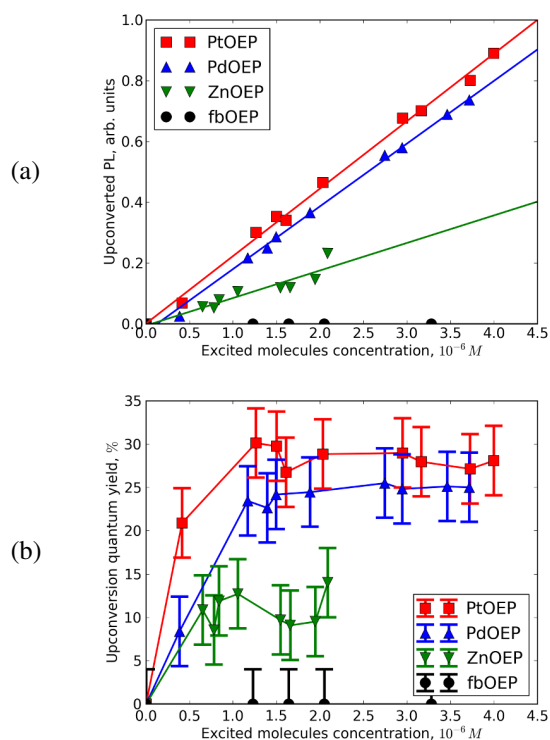 (a)
1.0
0.8
0.6
0.4
0.2
0.0
Upconverted PL, arb. units
PtOEP
PdOEP
ZnOEP
fbOEP
0.0 0.5 1.0 1.5 2.0 2.5 3.0 3.5 4.0 4.5
Excited molecules concentration, 10⁻⁶ M
(b)
35
30
25
20
15
10
5
0
Upconversion quantum yield, %
PtOEP
PdOEP
ZnOEP
fbOEP
0.0 0.5 1.0 1.5 2.0 2.5 3.0 3.5 4.0 4.5
Excited molecules concentration, 10⁻⁶ M